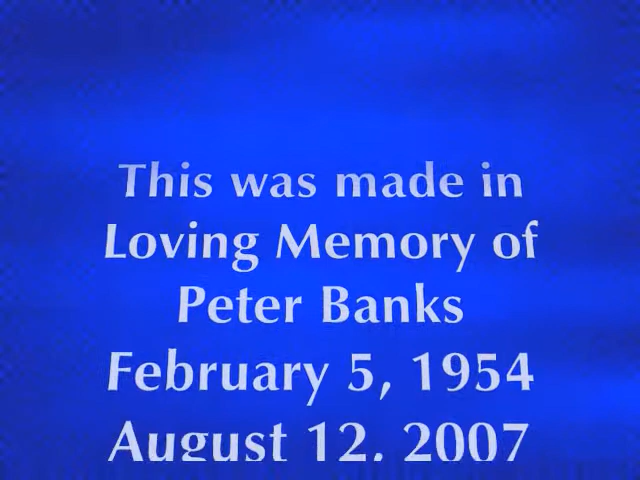 This was made in
Loving Memory of
Peter Banks
February 5, 1954
August 12, 2007